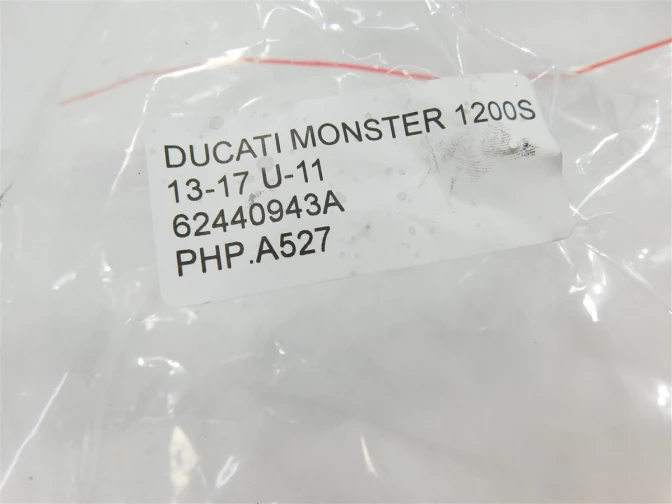 DUCATI MONSTER 1200S
13-17 U-11
62440943A
PHP.A527